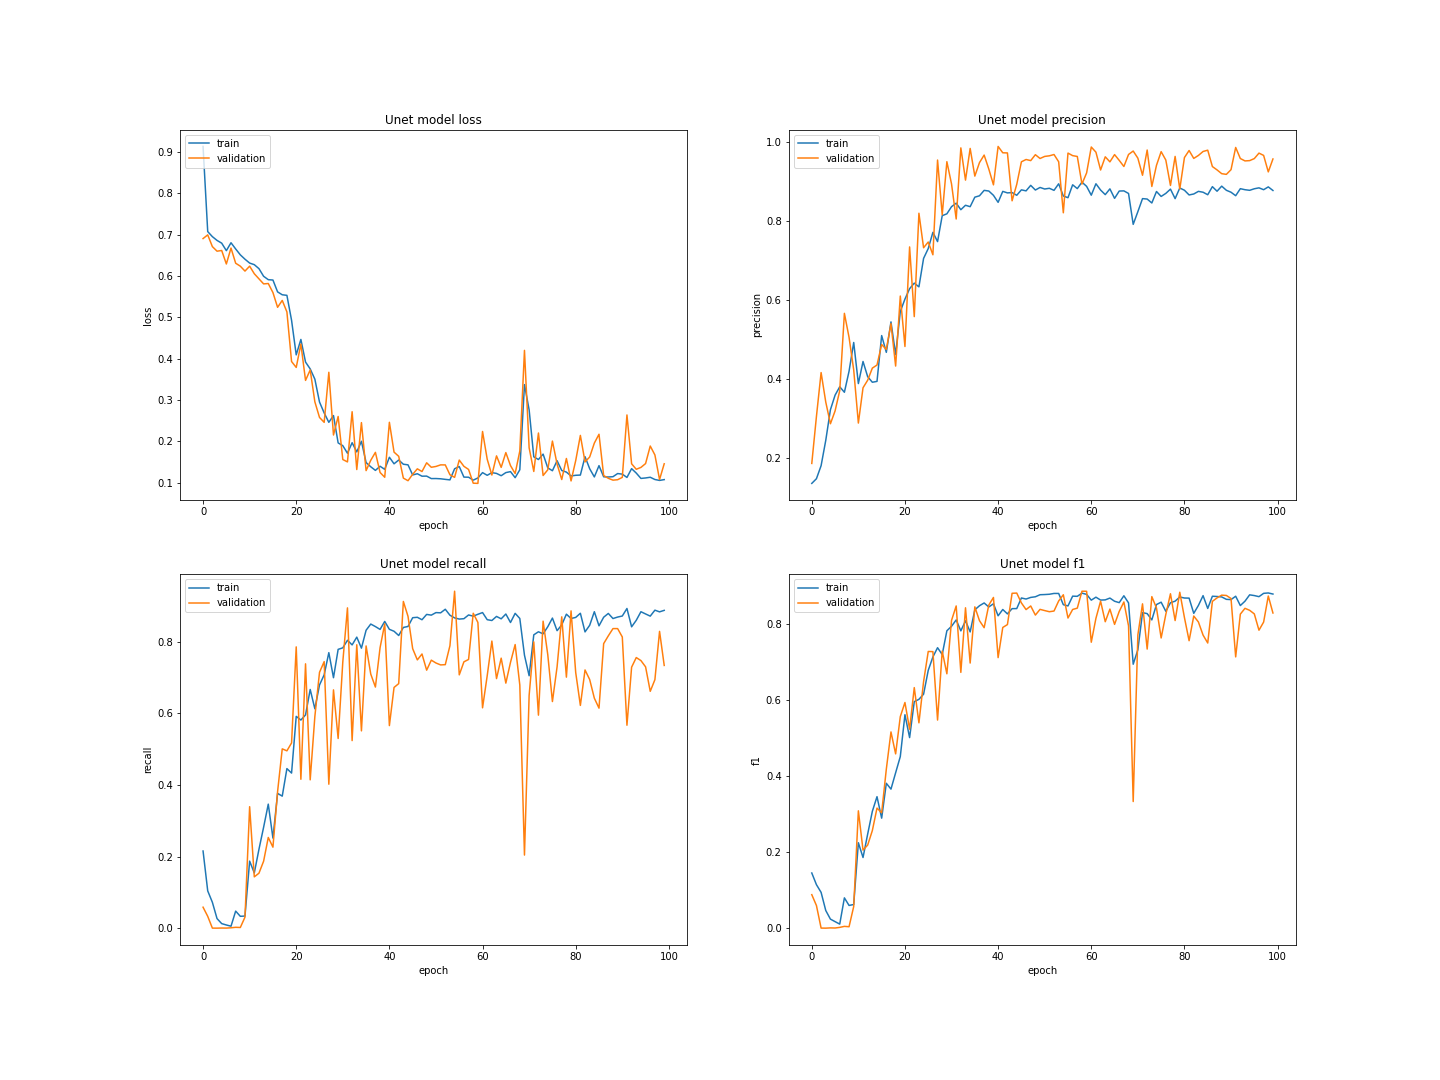 Unet model loss
train
validation
0.9
0.8
0.7
0.6
0.5
0.4
0.3
0.2
0.1
loss
0 20 40 60 80 100
epoch
Unet model precision
train
validation
1.0
0.8
0.6
0.4
0.2
precision
0 20 40 60 80 100
epoch
Unet model recall
train
validation
0.8
0.6
0.4
0.2
0.0
recall
0 20 40 60 80 100
epoch
Unet model f1
train
validation
0.8
0.6
0.4
0.2
0.0
f1
0 20 40 60 80 100
epoch